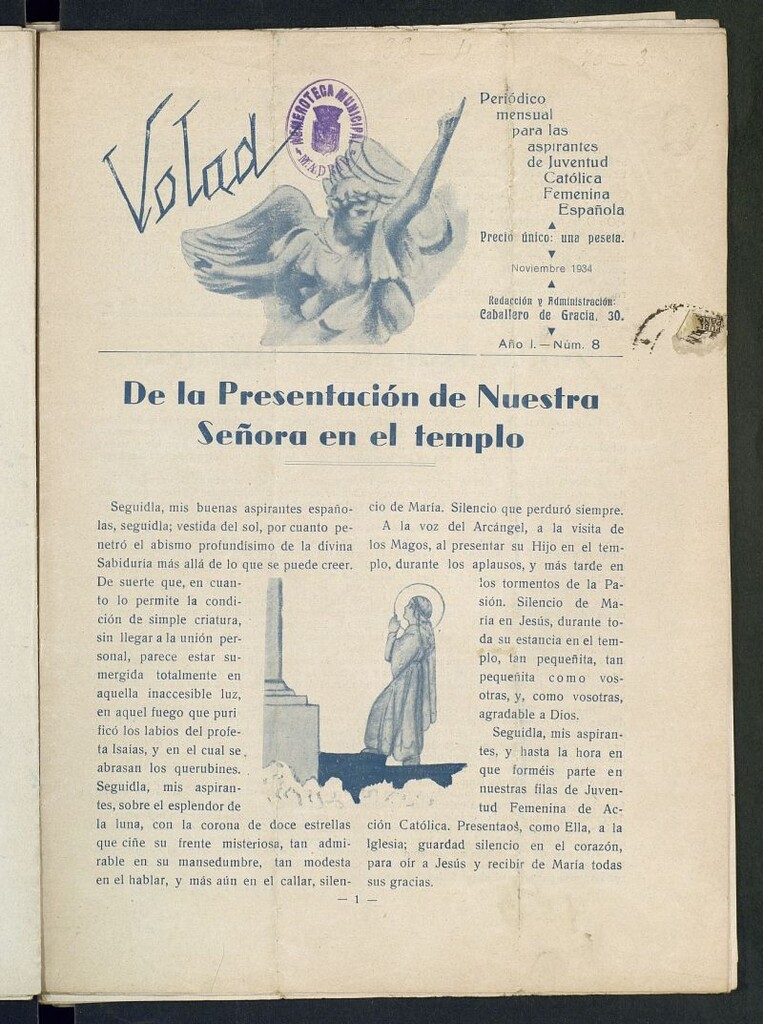 Volad
HEMEROTECA MUNICIPAL
MADRID
Periódico
mensual
para las
aspirantes
de Juventud
Católica
Femenina
Española
Precio único: una peseta.
Noviembre 1934
Redacción y Administración:
Caballero de Gracia, 30.
Año I. — Núm. 8
De la Presentación de Nuestra
Señora en el templo
Seguidla, mis buenas aspirantes españo-
las, seguidla; vestida del sol, por cuanto pe-
netró el abismo profundísimo de la divina
Sabiduría más allá de lo que se puede creer.
De suerte que, en cuan-
to lo permite la condi-
ción de simple criatura,
sin llegar a la unión per-
sonal, parece estar su-
mergida totalmente en
aquella inaccesible luz,
en aquel fuego que puri
ficó los labios del profe-
ta Isaias, y en el cual se
abrasan los querubines.
Seguidla, mis aspiran-
tes, sobre el esplendor de
la luna, con la corona de doce estrellas
que ciñe su frente misteriosa, tan admi-
rable en su mansedumbre, tan modesta
en el hablar, y más aún en el callar, silen-
cio de María. Silencio que perduró siempre.
A la voz del Arcángel, a la visita de
los Magos, al presentar su Hijo en el tem-
plo, durante los aplausos, y más tarde en
los tormentos de la Pa-
sión. Silencio de Ma-
ría en Jesús, durante to-
da su estancia en el tem-
plo, tan pequeñita, tan
pequeñita como vos-
otras, y, como vosotras,
agradable a Dios.
Seguidla, mis aspiran-
tes, y hasta la hora en
que forméis parte en
nuestras filas de Juven-
tud Femenina de Ac-
ción Católica. Presentaos, como Ella, a la
Iglesia; guardad silencio en el corazón,
para oir a Jesús y recibir de María todas
sus gracias.
— 1 —